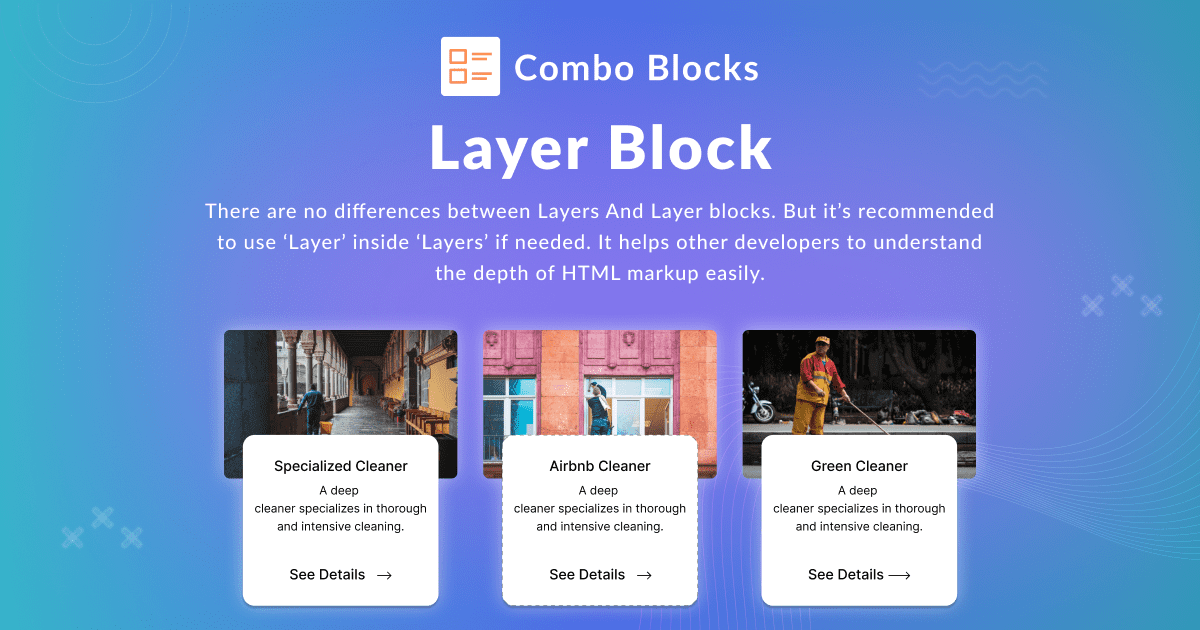 Combo Blocks
Layer Block
There are no differences between Layers And Layer blocks. But it’s recommended
to use ‘Layer’ inside ‘Layers’ if needed. It helps other developers to understand
the depth of HTML markup easily.
Specialized Cleaner
A deep
cleaner specializes in thorough
and intensive cleaning.
See Details
Airbnb Cleaner
A deep
cleaner specializes in thorough
and intensive cleaning.
See Details
Green Cleaner
A deep
cleaner specializes in thorough
and intensive cleaning.
See Details